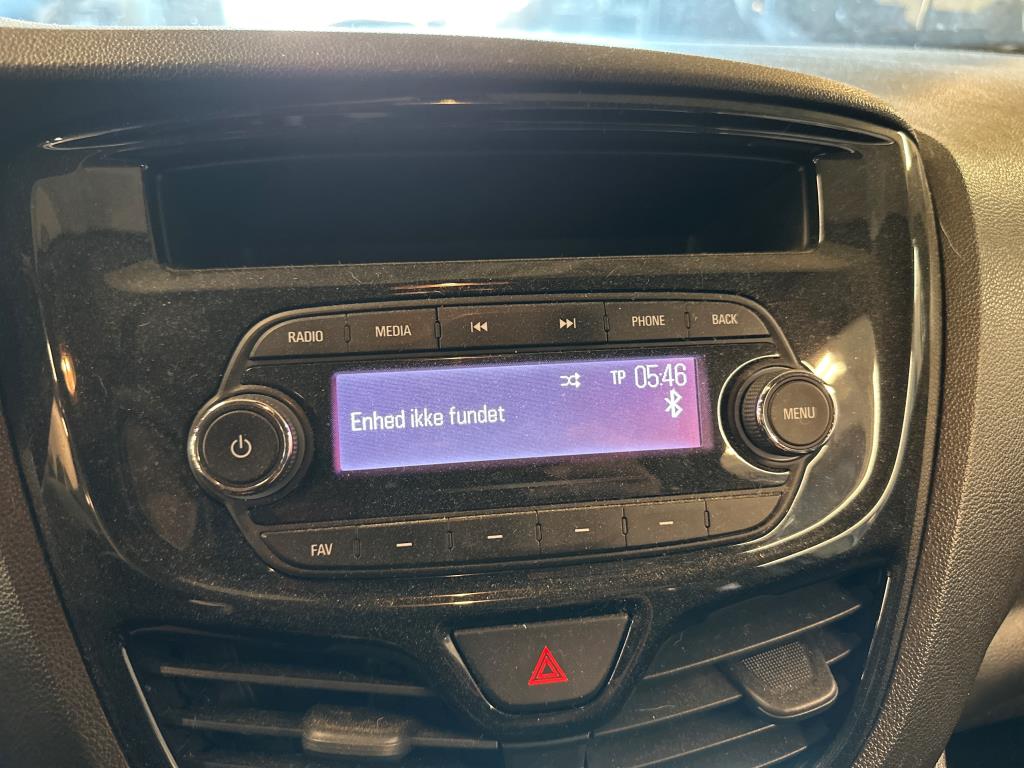 RADIO MEDIA PHONE BACK
TP 05:46
Enhed ikke fundet
MENU
FAV